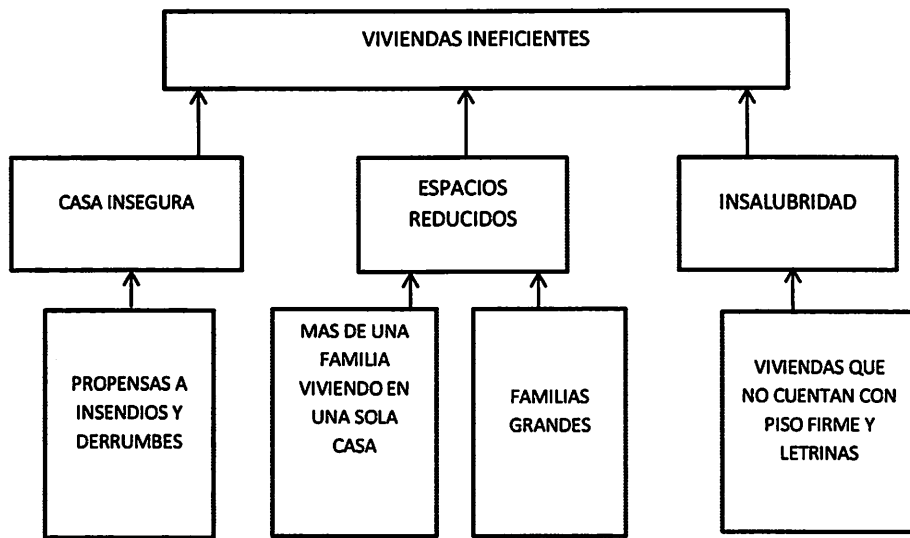 VIVIENDAS INEFICIENTES
CASA INSEGURA
ESPACIOS
REDUCIDOS
INSALUBRIDAD
PROPENSAS A
INSENDIOS Y
DERRUMBES
MAS DE UNA
FAMILIA
VIVIENDO EN
UNA SOLA
CASA
FAMILIAS
GRANDES
VIVIENDAS QUE
NO CUENTAN CON
PISO FIRME Y
LETRINAS